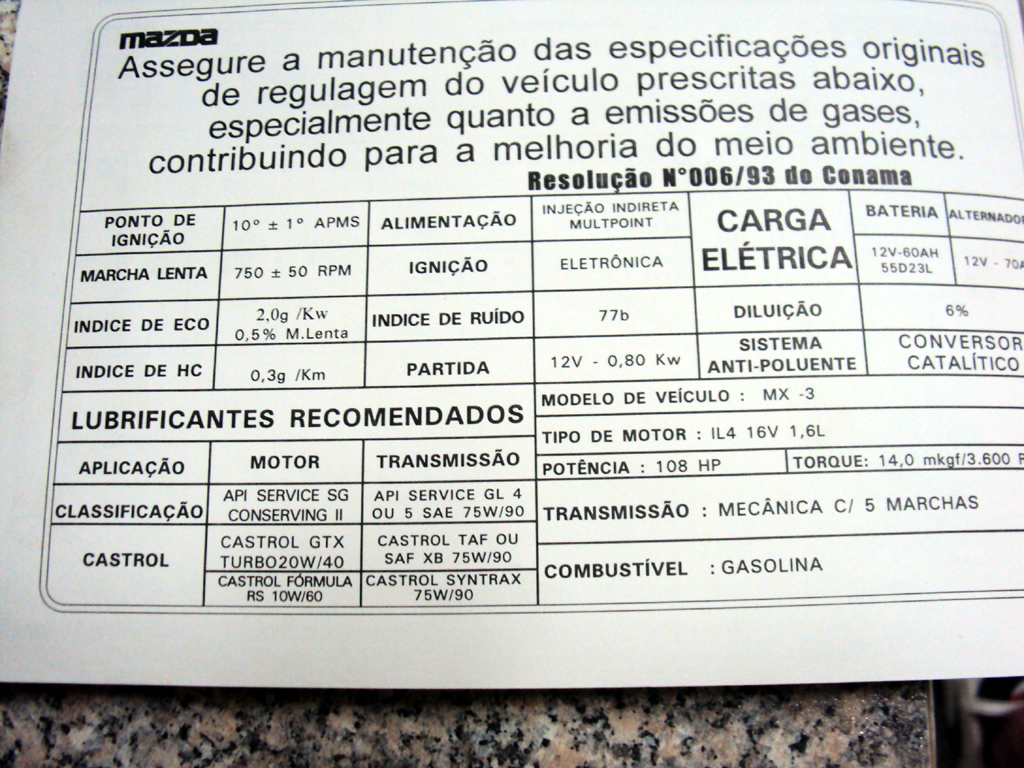 mazda
Assegure a manutenção das especificações originais
de regulagem do veículo prescritas abaixo,
especialmente quanto a emissões de gases,
contribuindo para a melhoria do meio ambiente.
Resolução N°006/93 do Conama
PONTO DE
IGNIÇÃO
10º ± 1º APMS
ALIMENTAÇÃO
INJEÇÃO INDIRETA
MULTPOINT
CARGA
ELÉTRICA
BATERIA
ALTERNADOR
MARCHA LENTA
750 ± 50 RPM
IGNIÇÃO
ELETRÔNICA
12V-60AH
55D23L
12V - 70A
INDICE DE ECO
2,0g /Kw
0,5% M.Lenta
INDICE DE RUÍDO
77b
DILUIÇÃO
6%
INDICE DE HC
0,3g /Km
PARTIDA
12V - 0,80 Kw
SISTEMA
ANTI-POLUENTE
CONVERSOR
CATALÍTICO
LUBRIFICANTES RECOMENDADOS
MODELO DE VEÍCULO : MX -3
TIPO DE MOTOR : IL4 16V 1,6L
APLICAÇÃO
MOTOR
TRANSMISSÃO
POTÊNCIA : 108 HP
TORQUE: 14,0 mkgf/3.600
CLASSIFICAÇÃO
API SERVICE SG
CONSERVING II
API SERVICE GL 4
OU 5 SAE 75W/90
TRANSMISSÃO : MECÂNICA C/ 5 MARCHAS
CASTROL
CASTROL GTX
TURBO20W/40
CASTROL TAF OU
SAF XB 75W/90
COMBUSTÍVEL : GASOLINA
CASTROL FÓRMULA
RS 10W/60
CASTROL SYNTRAX
75W/90